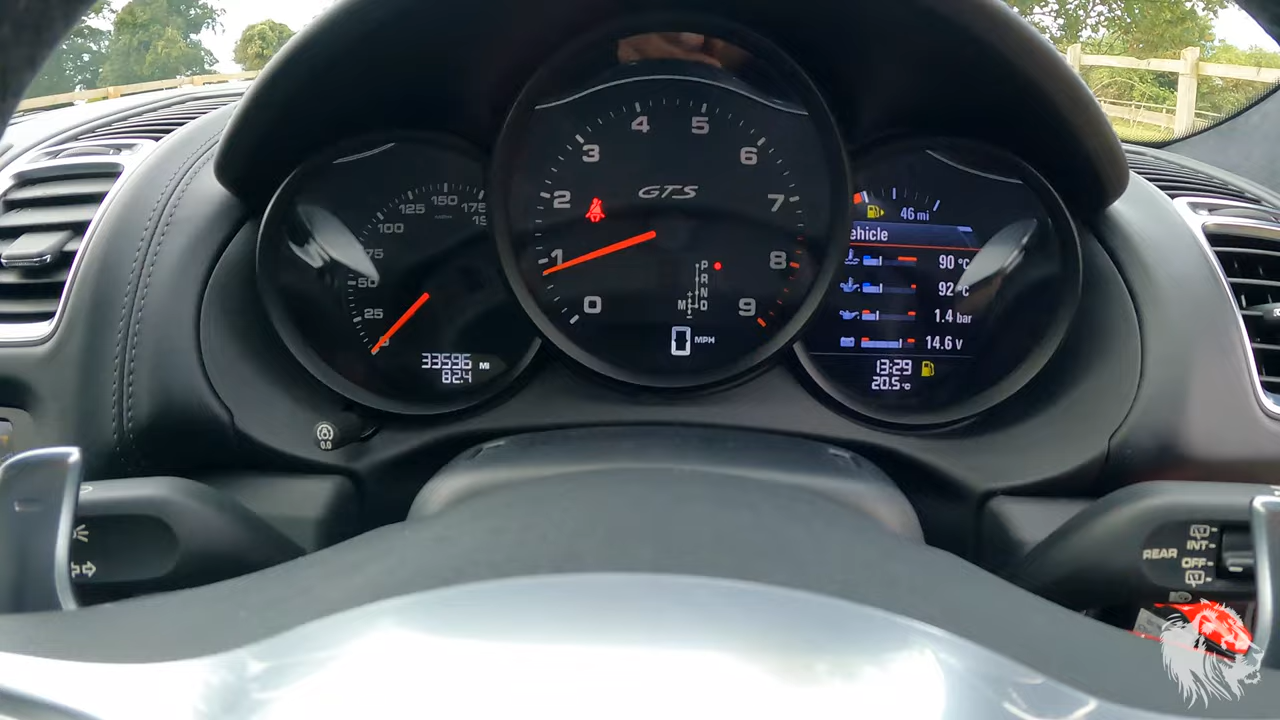 25
50
75
100
125
150
175
33596 MI
82.4
0.0
0
1
2
3
4
5
6
7
8
9
GTS
P
R
N
M D
0 MPH
46 mi
ehicle
90 °C
92 °C
1.4 bar
14.6 v
13:29
20.5 °C
REAR
INT
OFF